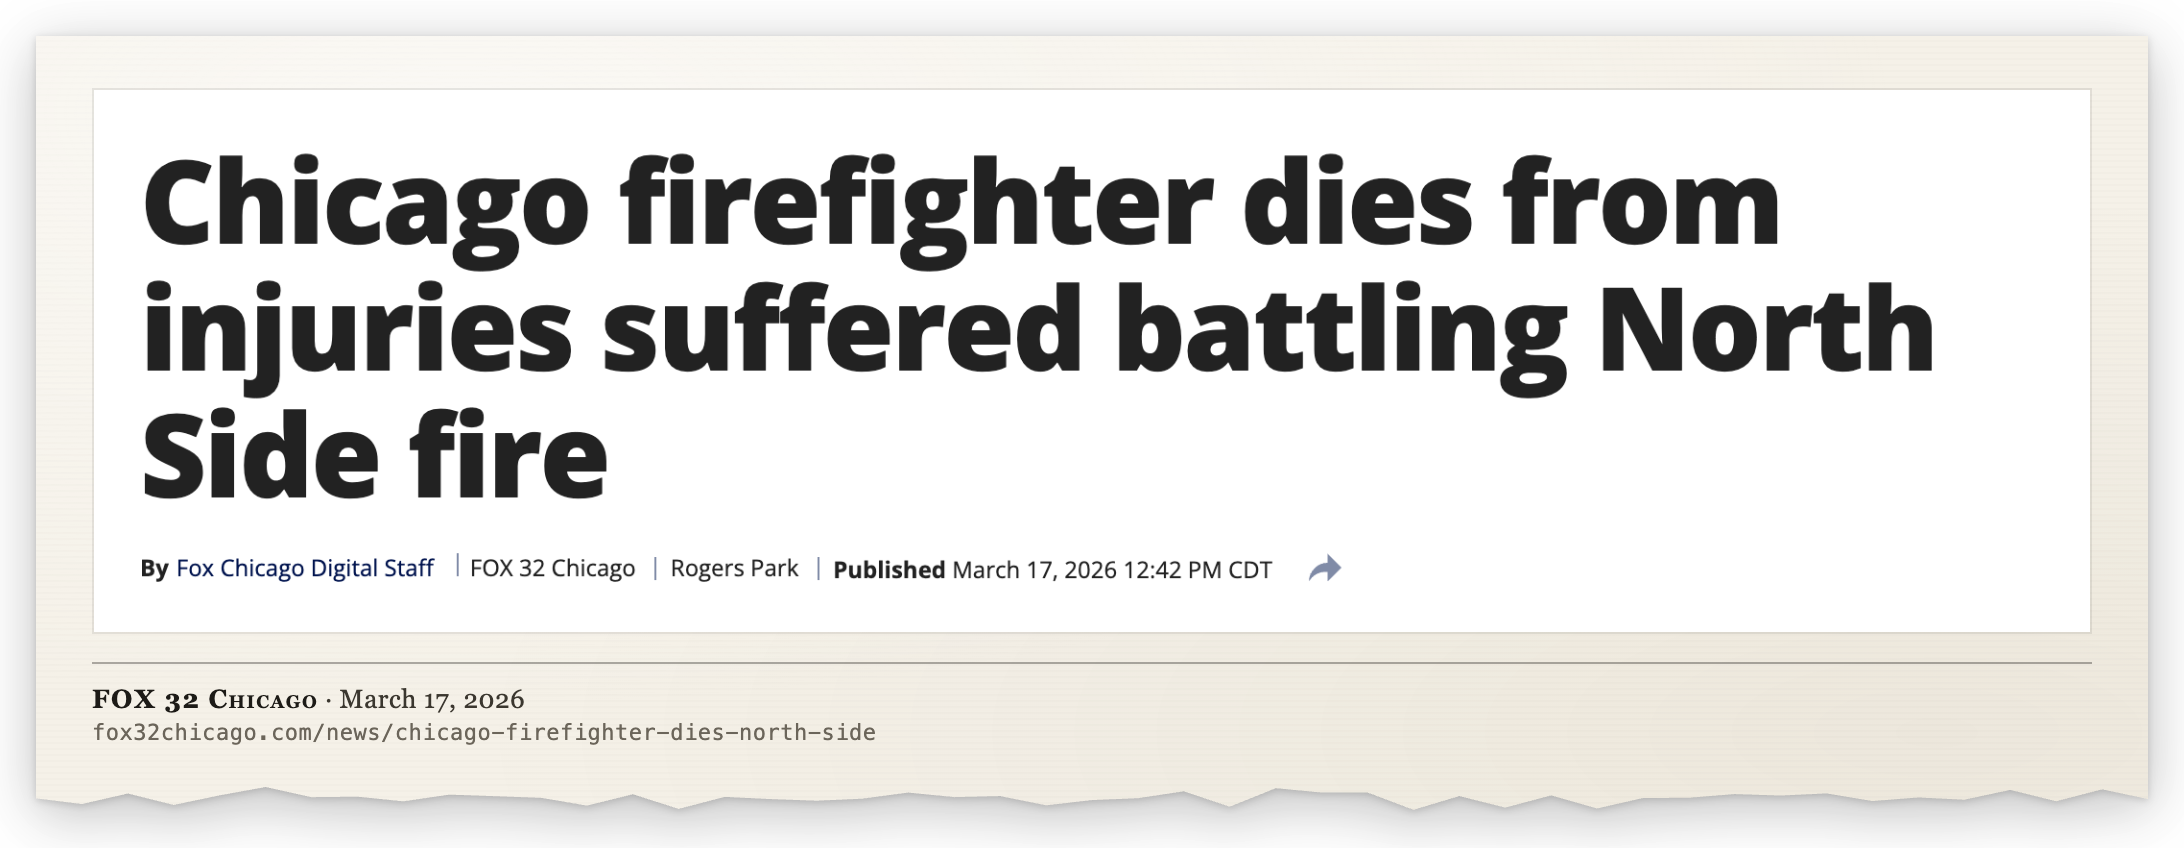 Chicago firefighter dies from
injuries suffered battling North
Side fire
By Fox Chicago Digital Staff | FOX 32 Chicago | Rogers Park | Published March 17, 2026 12:42 PM CDT
FOX 32 Chicago · March 17, 2026
fox32chicago.com/news/chicago-firefighter-dies-north-side